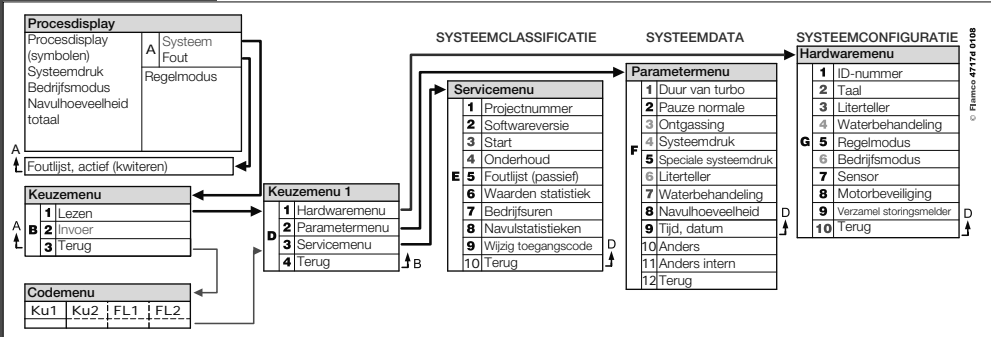 Procesdisplay
Procesdisplay
(symbolen)
Systeemdruk
Bedrijfsmodus
Navulhoeveelheid
totaal
A Systeem
Fout
Regelmodus
A
Foutlijst, actief (kwiteren)
Keuzemenu
A
B
1 Lezen
2 Invoer
3 Terug
Codemenu
Ku1 Ku2 FL1 FL2
Keuzemenu 1
D
1 Hardwaremenu
2 Parametermenu
3 Servicemenu
4 Terug
B
SYSTEEMCLASSIFICATIE
Servicemenu
E
1 Projectnummer
2 Softwareversie
3 Start
4 Onderhoud
5 Foutlijst (passief)
6 Waarden statistiek
7 Bedrijfsuren
8 Navulstatistieken
9 Wijzig toegangscode
10 Terug
D
SYSTEEMDATA
Parametermenu
F
1 Duur van turbo
2 Pauze normale
3 Ontgassing
4 Systeemdruk
5 Speciale systeemdruk
6 Literteller
7 Waterbehandeling
8 Navulhoeveelheid
9 Tijd, datum
10 Anders
11 Anders intern
12 Terug
D
SYSTEEMCONFIGURATIE
Hardwaremenu
G
1 ID-nummer
2 Taal
3 Literteller
4 Waterbehandeling
5 Regelmodus
6 Bedrijfsmodus
7 Sensor
8 Motorbeveiliging
9 Verzamel storingsmelder
10 Terug
D
© Flamco 4717d 0108